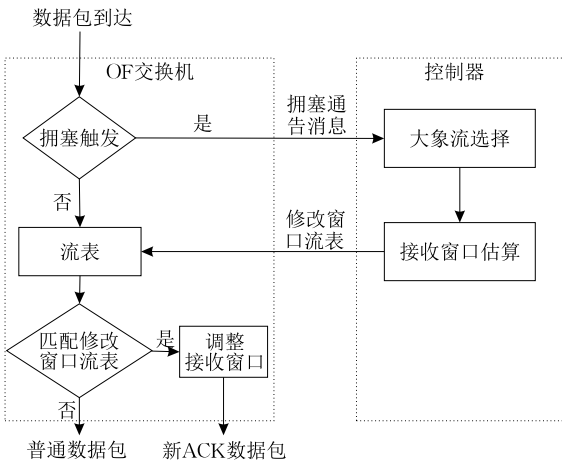 数据包到达
OF交换机
控制器
拥塞触发
是
拥塞通
告消息
大象流选择
否
修改窗
口流表
流表
接收窗口估算
匹配修改
窗口流表
是
调整
接收窗口
否
普通数据包
新ACK数据包